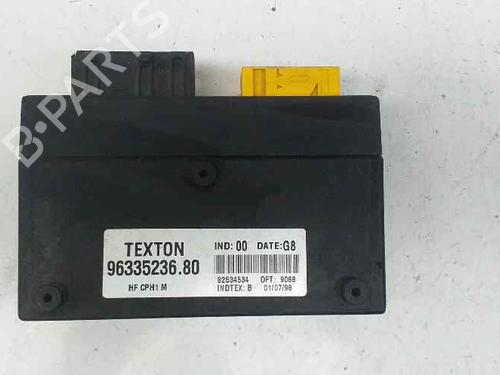 B-PARTS
TEXTON
96335236.80
HF CPH1 M
IND: 00 DATE: G8
92534534 OFT: 9068
INDTEX: B 01/07/98